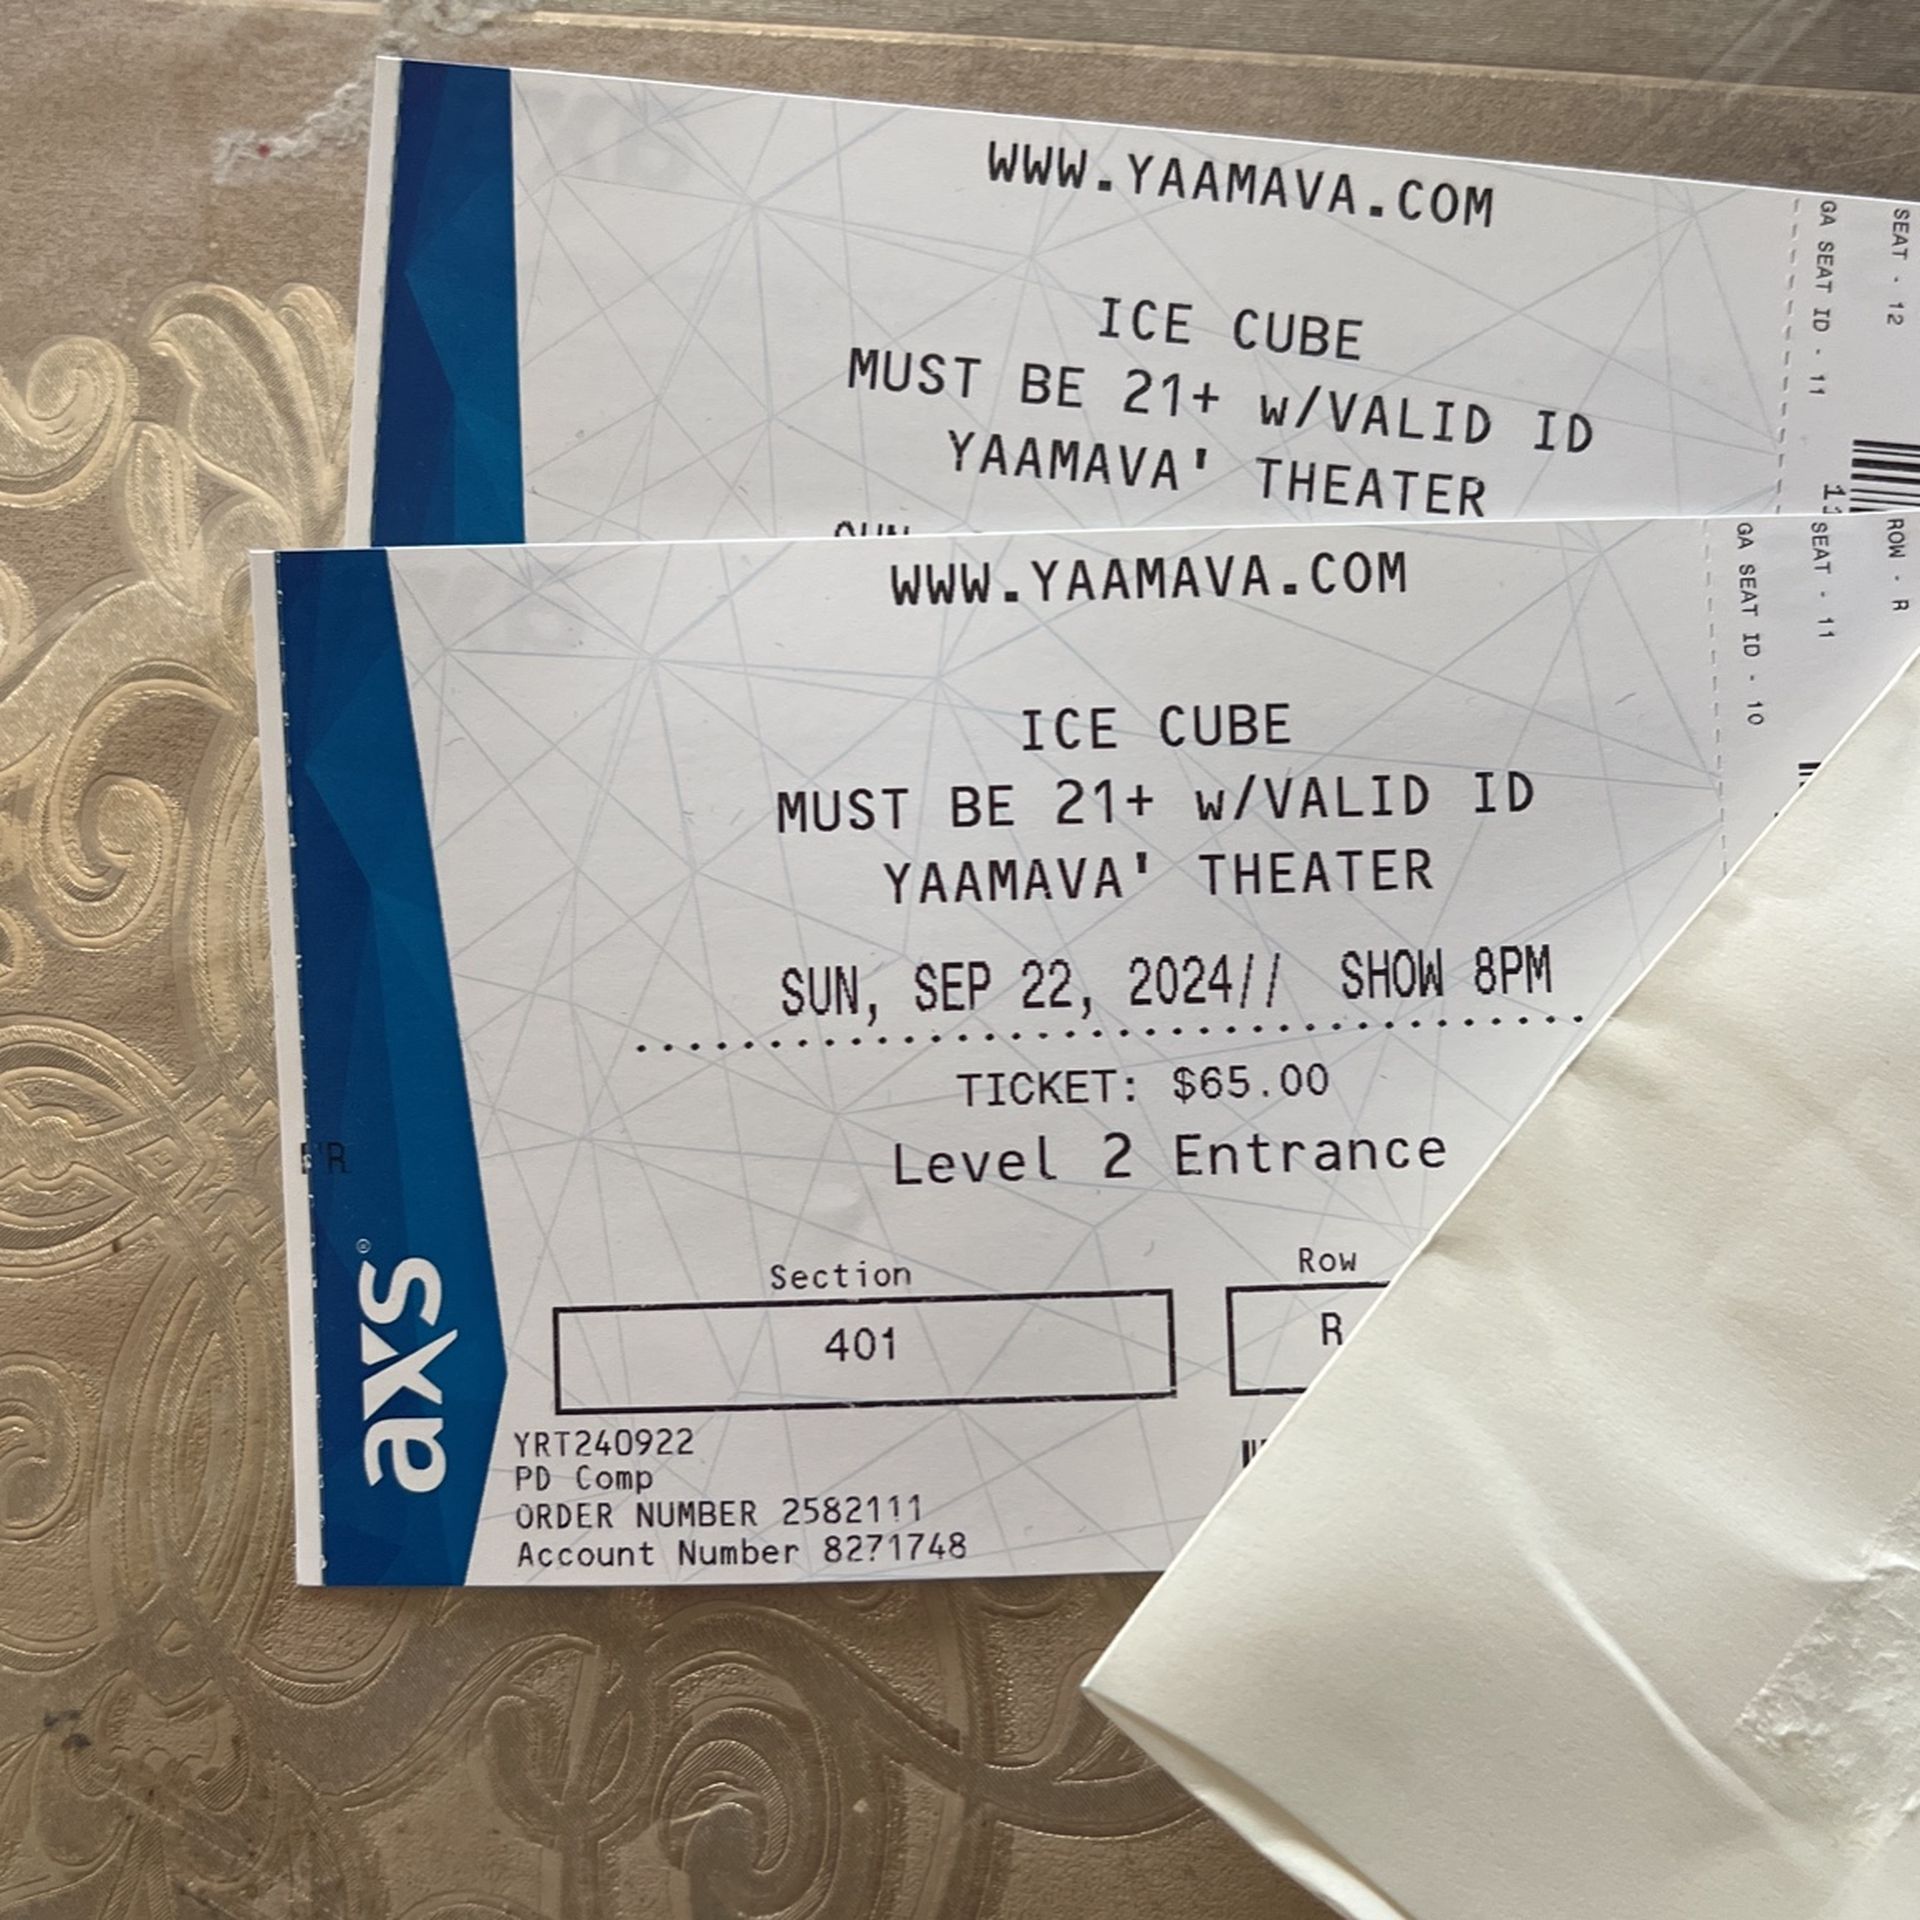 WWW.YAAMAVA.COM
ICE CUBE
MUST BE 21+ w/VALID ID
YAAMAVA' THEATER
GA SEAT ID - 11
SEAT - 12
WWW.YAAMAVA.COM
ICE CUBE
MUST BE 21+ w/VALID ID
YAAMAVA' THEATER
SUN, SEP 22, 2024// SHOW 8PM
TICKET: $65.00
Level 2 Entrance
Section
Row
401
R
YRT240922
PD Comp
ORDER NUMBER 2582111
Account Number 8271748
axs®
GA SEAT ID - 10
SEAT - 11
ROW - R